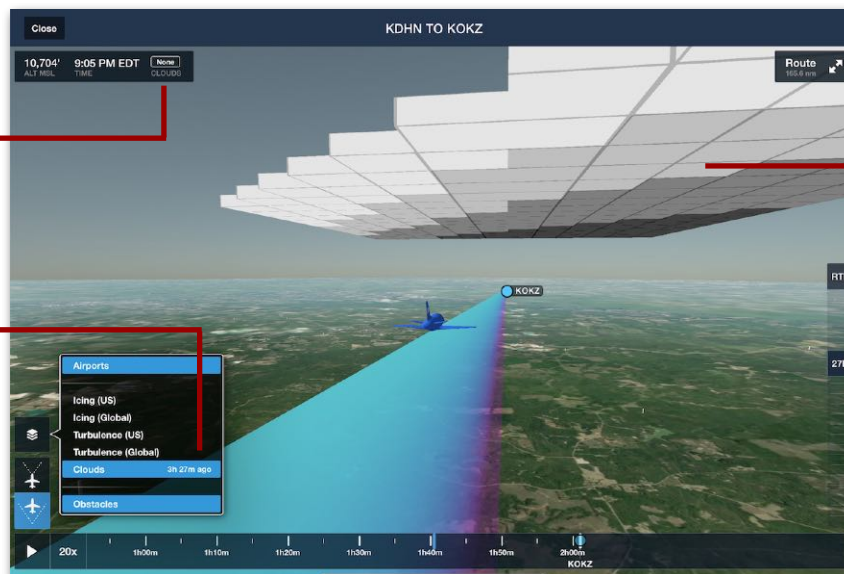 Close
KDHN TO KOKZ
10,704' 9:05 PM EDT None
ALT MSL TIME CLOUDS
Route
165.6 nm
KOKZ
RT
27
Airports
Icing (US)
Icing (Global)
Turbulence (US)
Turbulence (Global)
Clouds 3h 27m ago
Obstacles
20x 1h00m 1h10m 1h20m 1h30m 1h40m 1h50m 2h00m
KOKZ